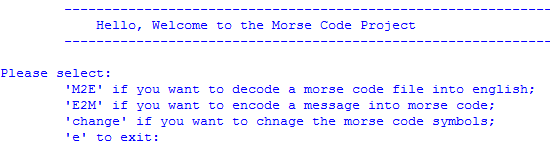 ----------------------------------------------------------------
Hello, Welcome to the Morse Code Project
----------------------------------------------------------------
Please select:
'M2E' if you want to decode a morse code file into english;
'E2M' if you want to encode a message into morse code;
'change' if you want to chnage the morse code symbols;
'e' to exit: